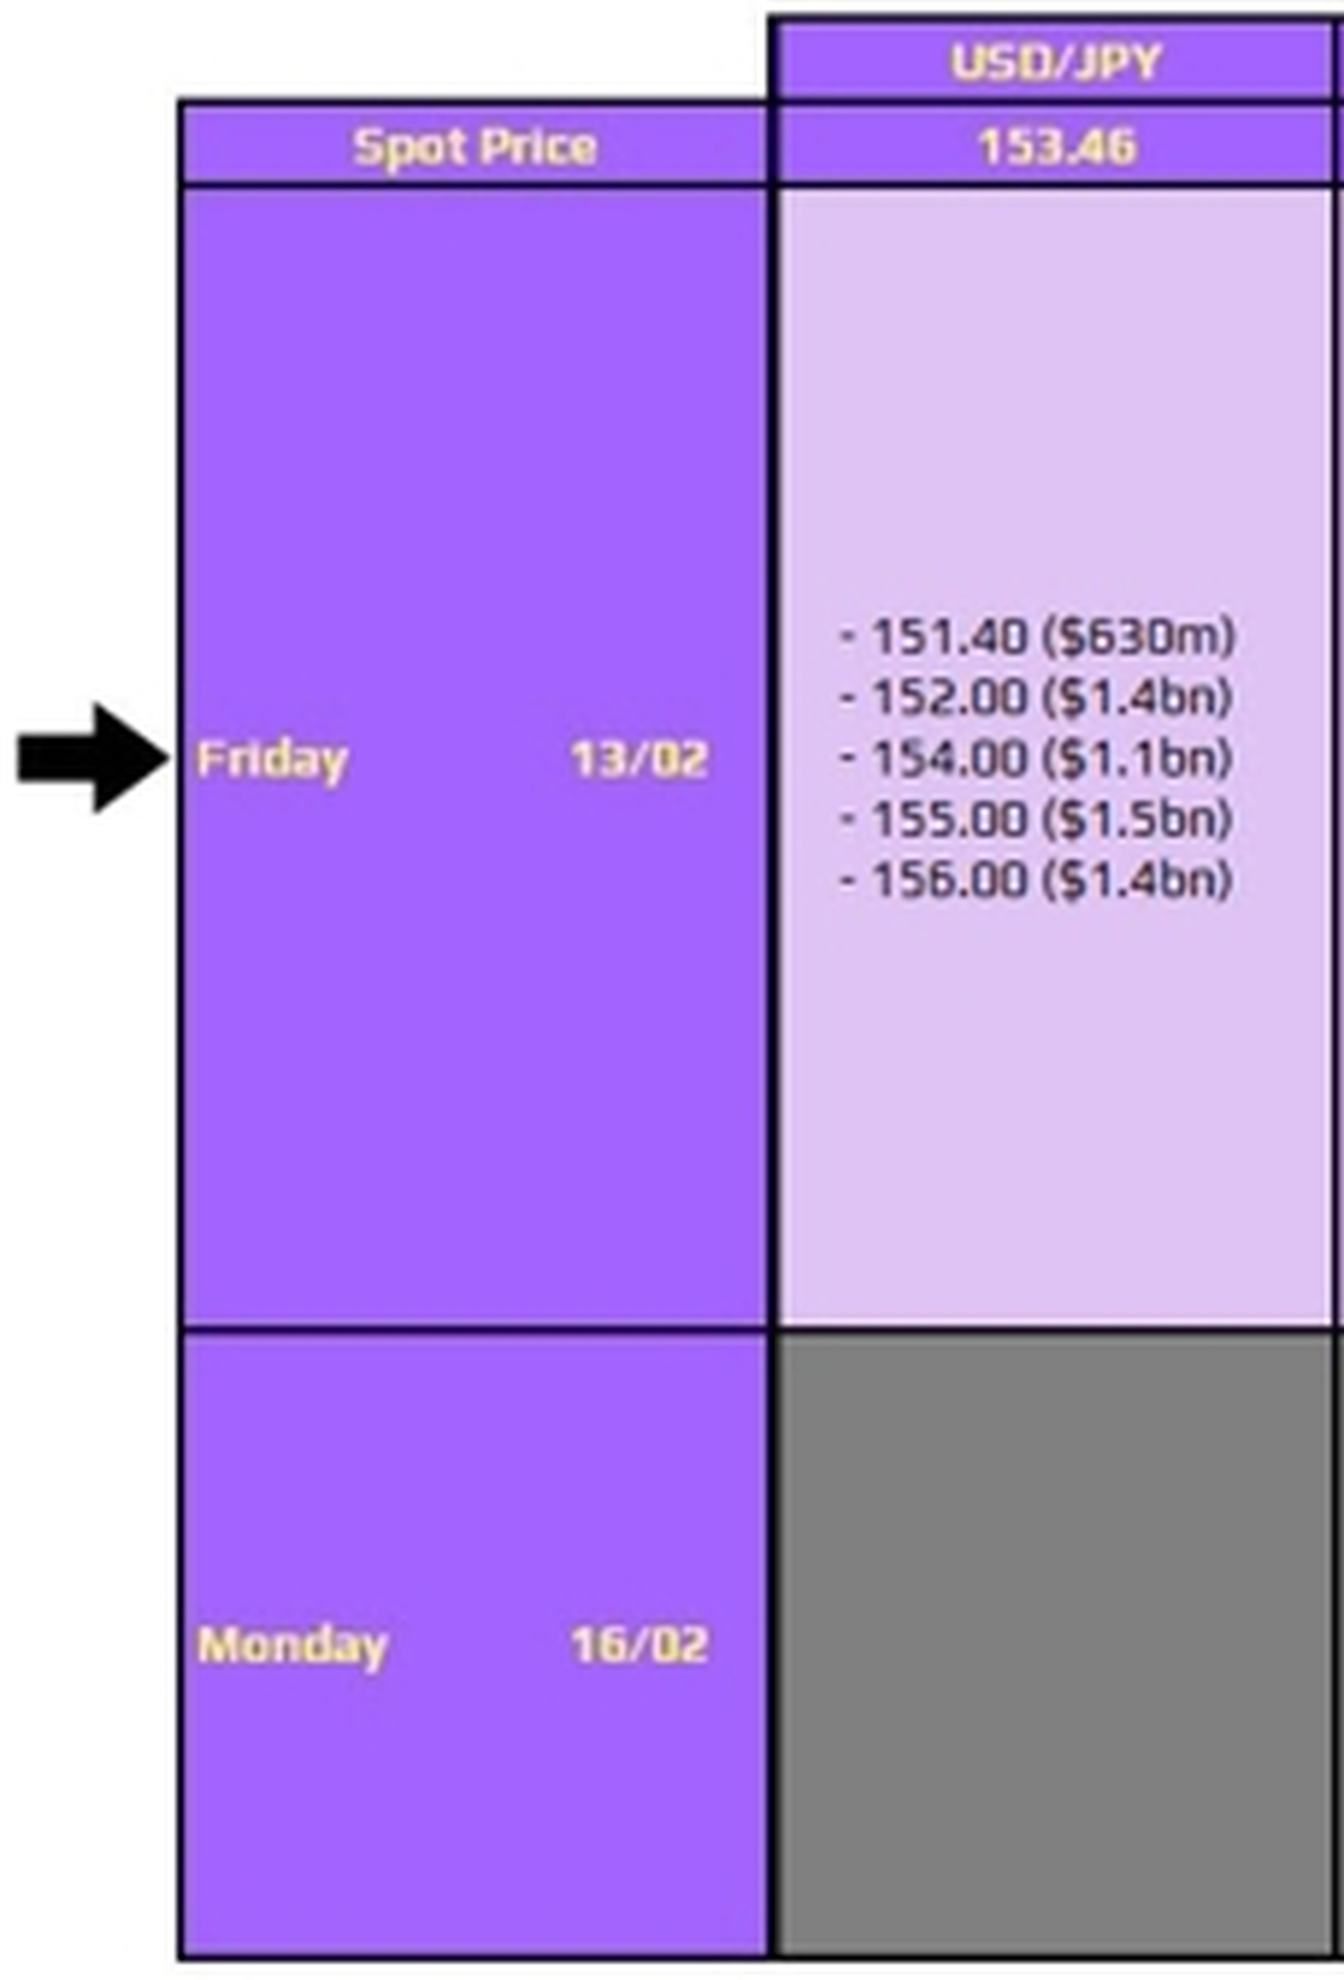 USD/JPY
Spot Price 153.46
Friday 13/02
- 151.40 ($630m)
- 152.00 ($1.4bn)
- 154.00 ($1.1bn)
- 155.00 ($1.5bn)
- 156.00 ($1.4bn)
Monday 16/02